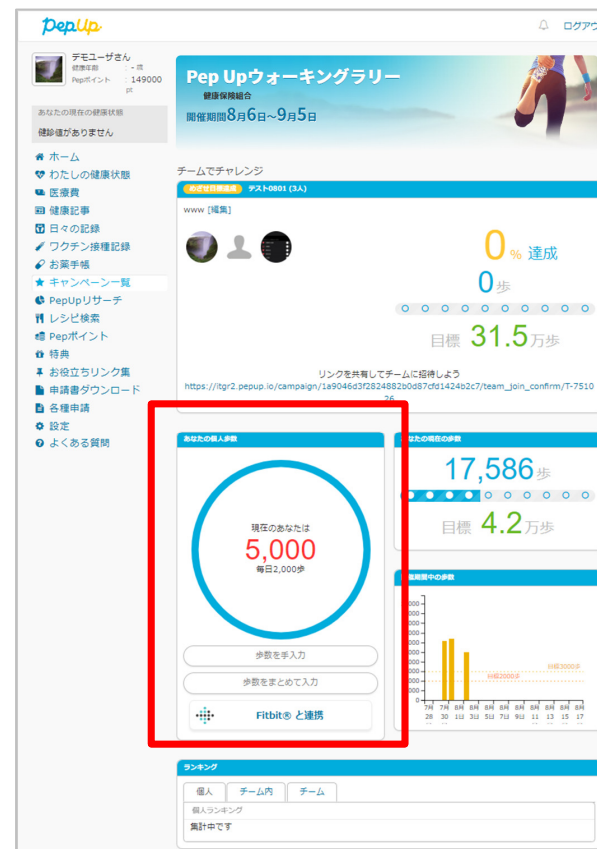 PepUp
ログアウ
デモユーザさん
健康年齢 : - 歳
Pepポイント : 149000
pt
あなたの現在の健康状態
健診値がありません
ホーム
わたしの健康状態
医療費
健康記事
日々の記録
ワクチン接種記録
お薬手帳
キャンペーン一覧
PepUpリサーチ
レシピ検索
Pepポイント
特典
お役立ちリンク集
申請書ダウンロード
各種申請
設定
よくある質問
Pep Upウォーキングラリー
健康保険組合
開催期間8月6日~9月5日
チームでチャレンジ
めざせ目標達成 テスト0801 (3人)
www [編集]
0 % 達成
0歩
目標 31.5万歩
リンクを共有してチームに招待しよう
https://itgr2.pepup.io/campaign/1a9046d3f2824882b0d87cfd1424b2c7/team_join_confirm/T-7510
26
あなたの個人歩数
現在のあなたは
5,000
毎日2,000歩
歩数を手入力
歩数をまとめて入力
Fitbit® と連携
なたの現在の歩数
17,586歩
目標 4.2万歩
期間中の歩数
目標3000歩
目標2000歩
0
7月 7月 8月 8月 8月 8月 8月 8月 8月 8月
28 30 1日 3日 5日 7日 9日 11 13 15 17
ランキング
個人 チーム内 チーム
個人ランキング
集計中です